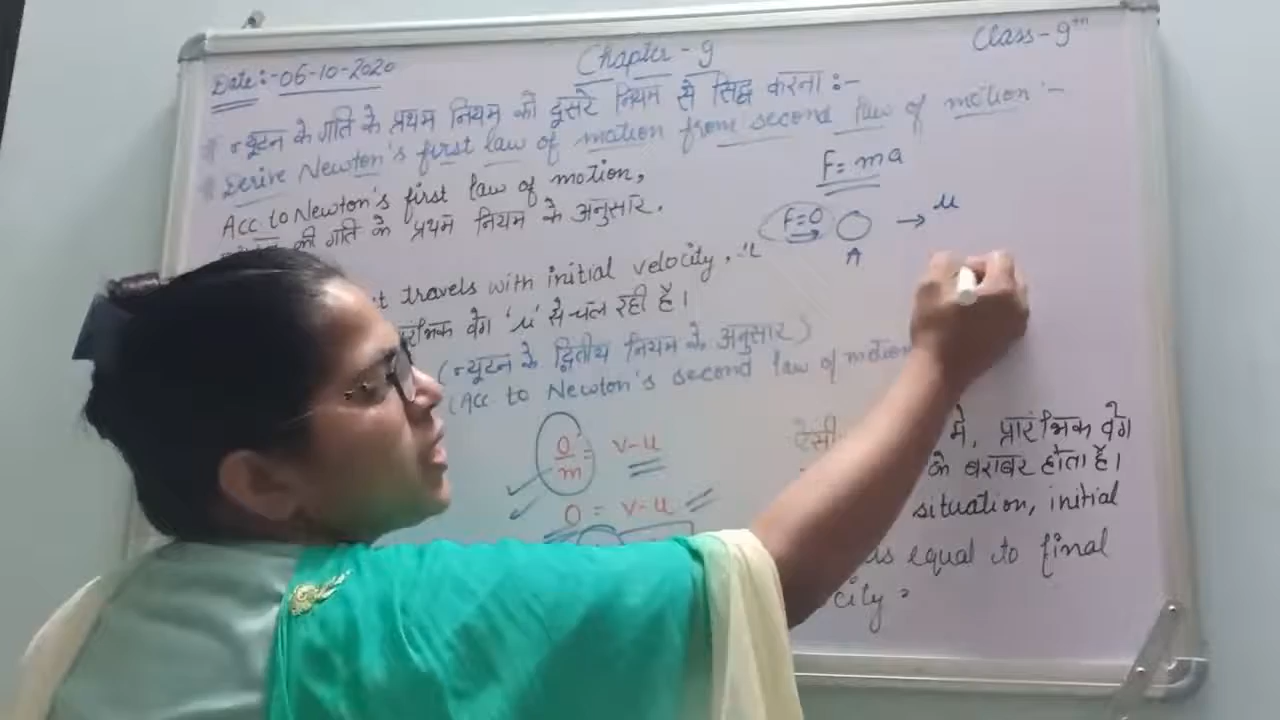 Date:-06-10-2020
Chapter-9
Class-9th
* न्यूटन के गति के प्रथम नियम को दूसरे नियम से सिद्ध करना :-
* Derive Newton's first law of motion from second law of motion :-
F=ma
Acc. to Newton's first law of motion,
की गति के प्रथम नियम के अनुसार,
F=0 → u
A
travels with initial velocity, 'u
वेग 'u' से चल रही है।
(न्यूटन के द्वितीय नियम के अनुसार)
(Acc to Newton's second law of motion
0/m = v-u
0 = v-u
ऐसी में, प्रारंभिक वेग
के बराबर होता है।
situation, initial
is equal to final